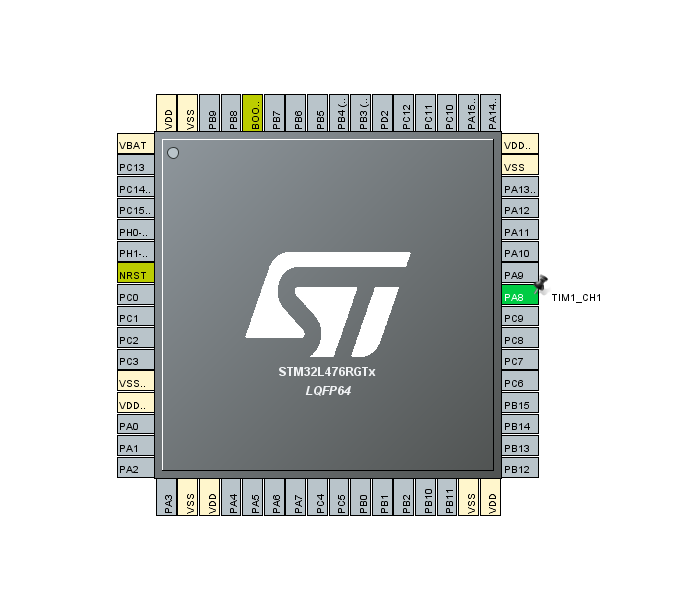 VDD
VSS
PB9
PB8
BOO..
PB7
PB6
PB5
PB4 (..
PB3 (..
PD2
PC12
PC11
PC10
PA15..
PA14..
VBAT
PC13
PC14..
PC15..
PH0-..
PH1-..
NRST
PC0
PC1
PC2
PC3
VSS..
VDD..
PA0
PA1
PA2
VDD..
VSS
PA13..
PA12
PA11
PA10
PA9
PA8 TIM1_CH1
PC9
PC8
PC7
PC6
PB15
PB14
PB13
PB12
ST
STM32L476RGTx
LQFP64
PA3
VSS
VDD
PA4
PA5
PA6
PA7
PC4
PC5
PB0
PB1
PB2
PB10
PB11
VSS
VDD